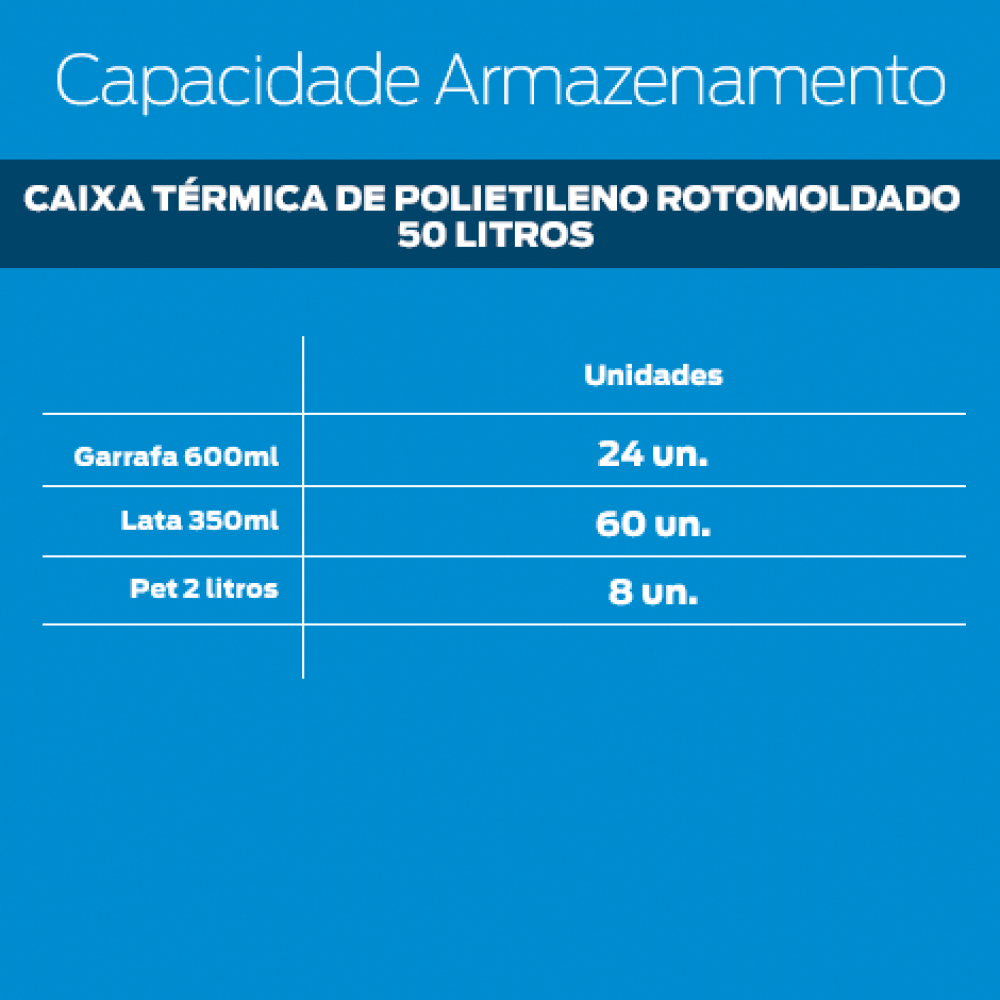 Capacidade Armazenamento
CAIXA TÉRMICA DE POLIETILENO ROTOMOLDADO
50 LITROS
Unidades
Garrafa 600ml 24 un.
Lata 350ml 60 un.
Pet 2 litros 8 un.